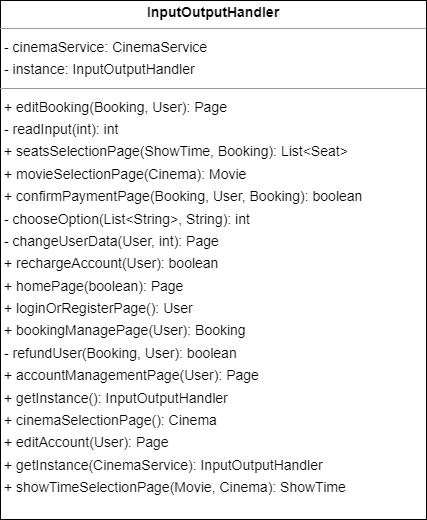 InputOutputHandler
- cinemaService: CinemaService
- instance: InputOutputHandler
+ editBooking(Booking, User): Page
- readInput(int): int
+ seatsSelectionPage(ShowTime, Booking): List<Seat>
+ movieSelectionPage(Cinema): Movie
+ confirmPaymentPage(Booking, User, Booking): boolean
- chooseOption(List<String>, String): int
- changeUserData(User, int): Page
+ rechargeAccount(User): boolean
+ homePage(boolean): Page
+ loginOrRegisterPage(): User
+ bookingManagePage(User): Booking
- refundUser(Booking, User): boolean
+ accountManagementPage(User): Page
+ getInstance(): InputOutputHandler
+ cinemaSelectionPage(): Cinema
+ editAccount(User): Page
+ getInstance(CinemaService): InputOutputHandler
+ showTimeSelectionPage(Movie, Cinema): ShowTime